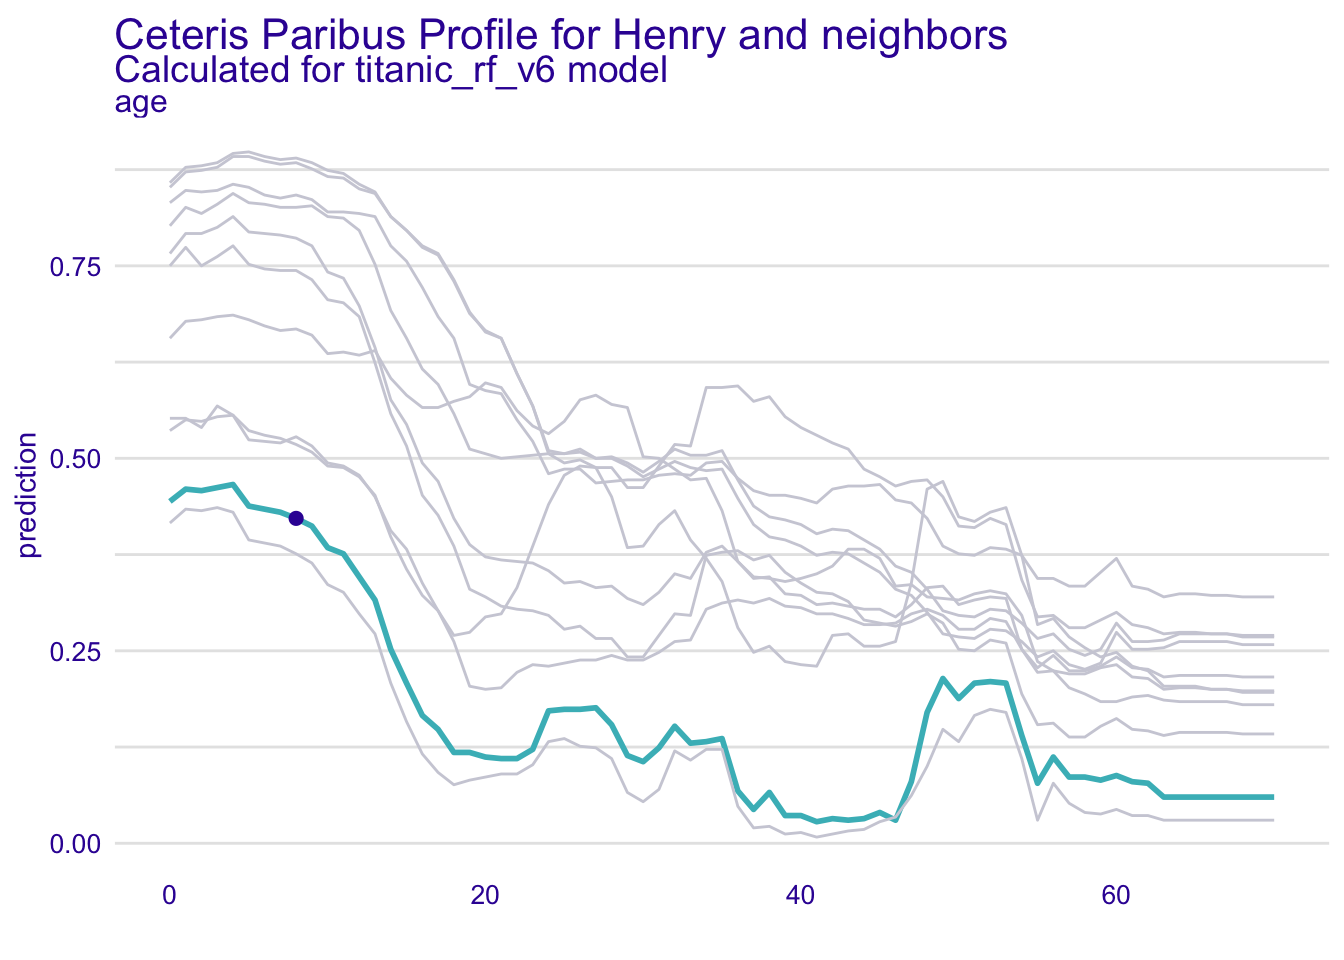 Ceteris Paribus Profile for Henry and neighbors
Calculated for titanic_rf_v6 model
age
prediction
0.75
0.50
0.25
0.00
0 20 40 60